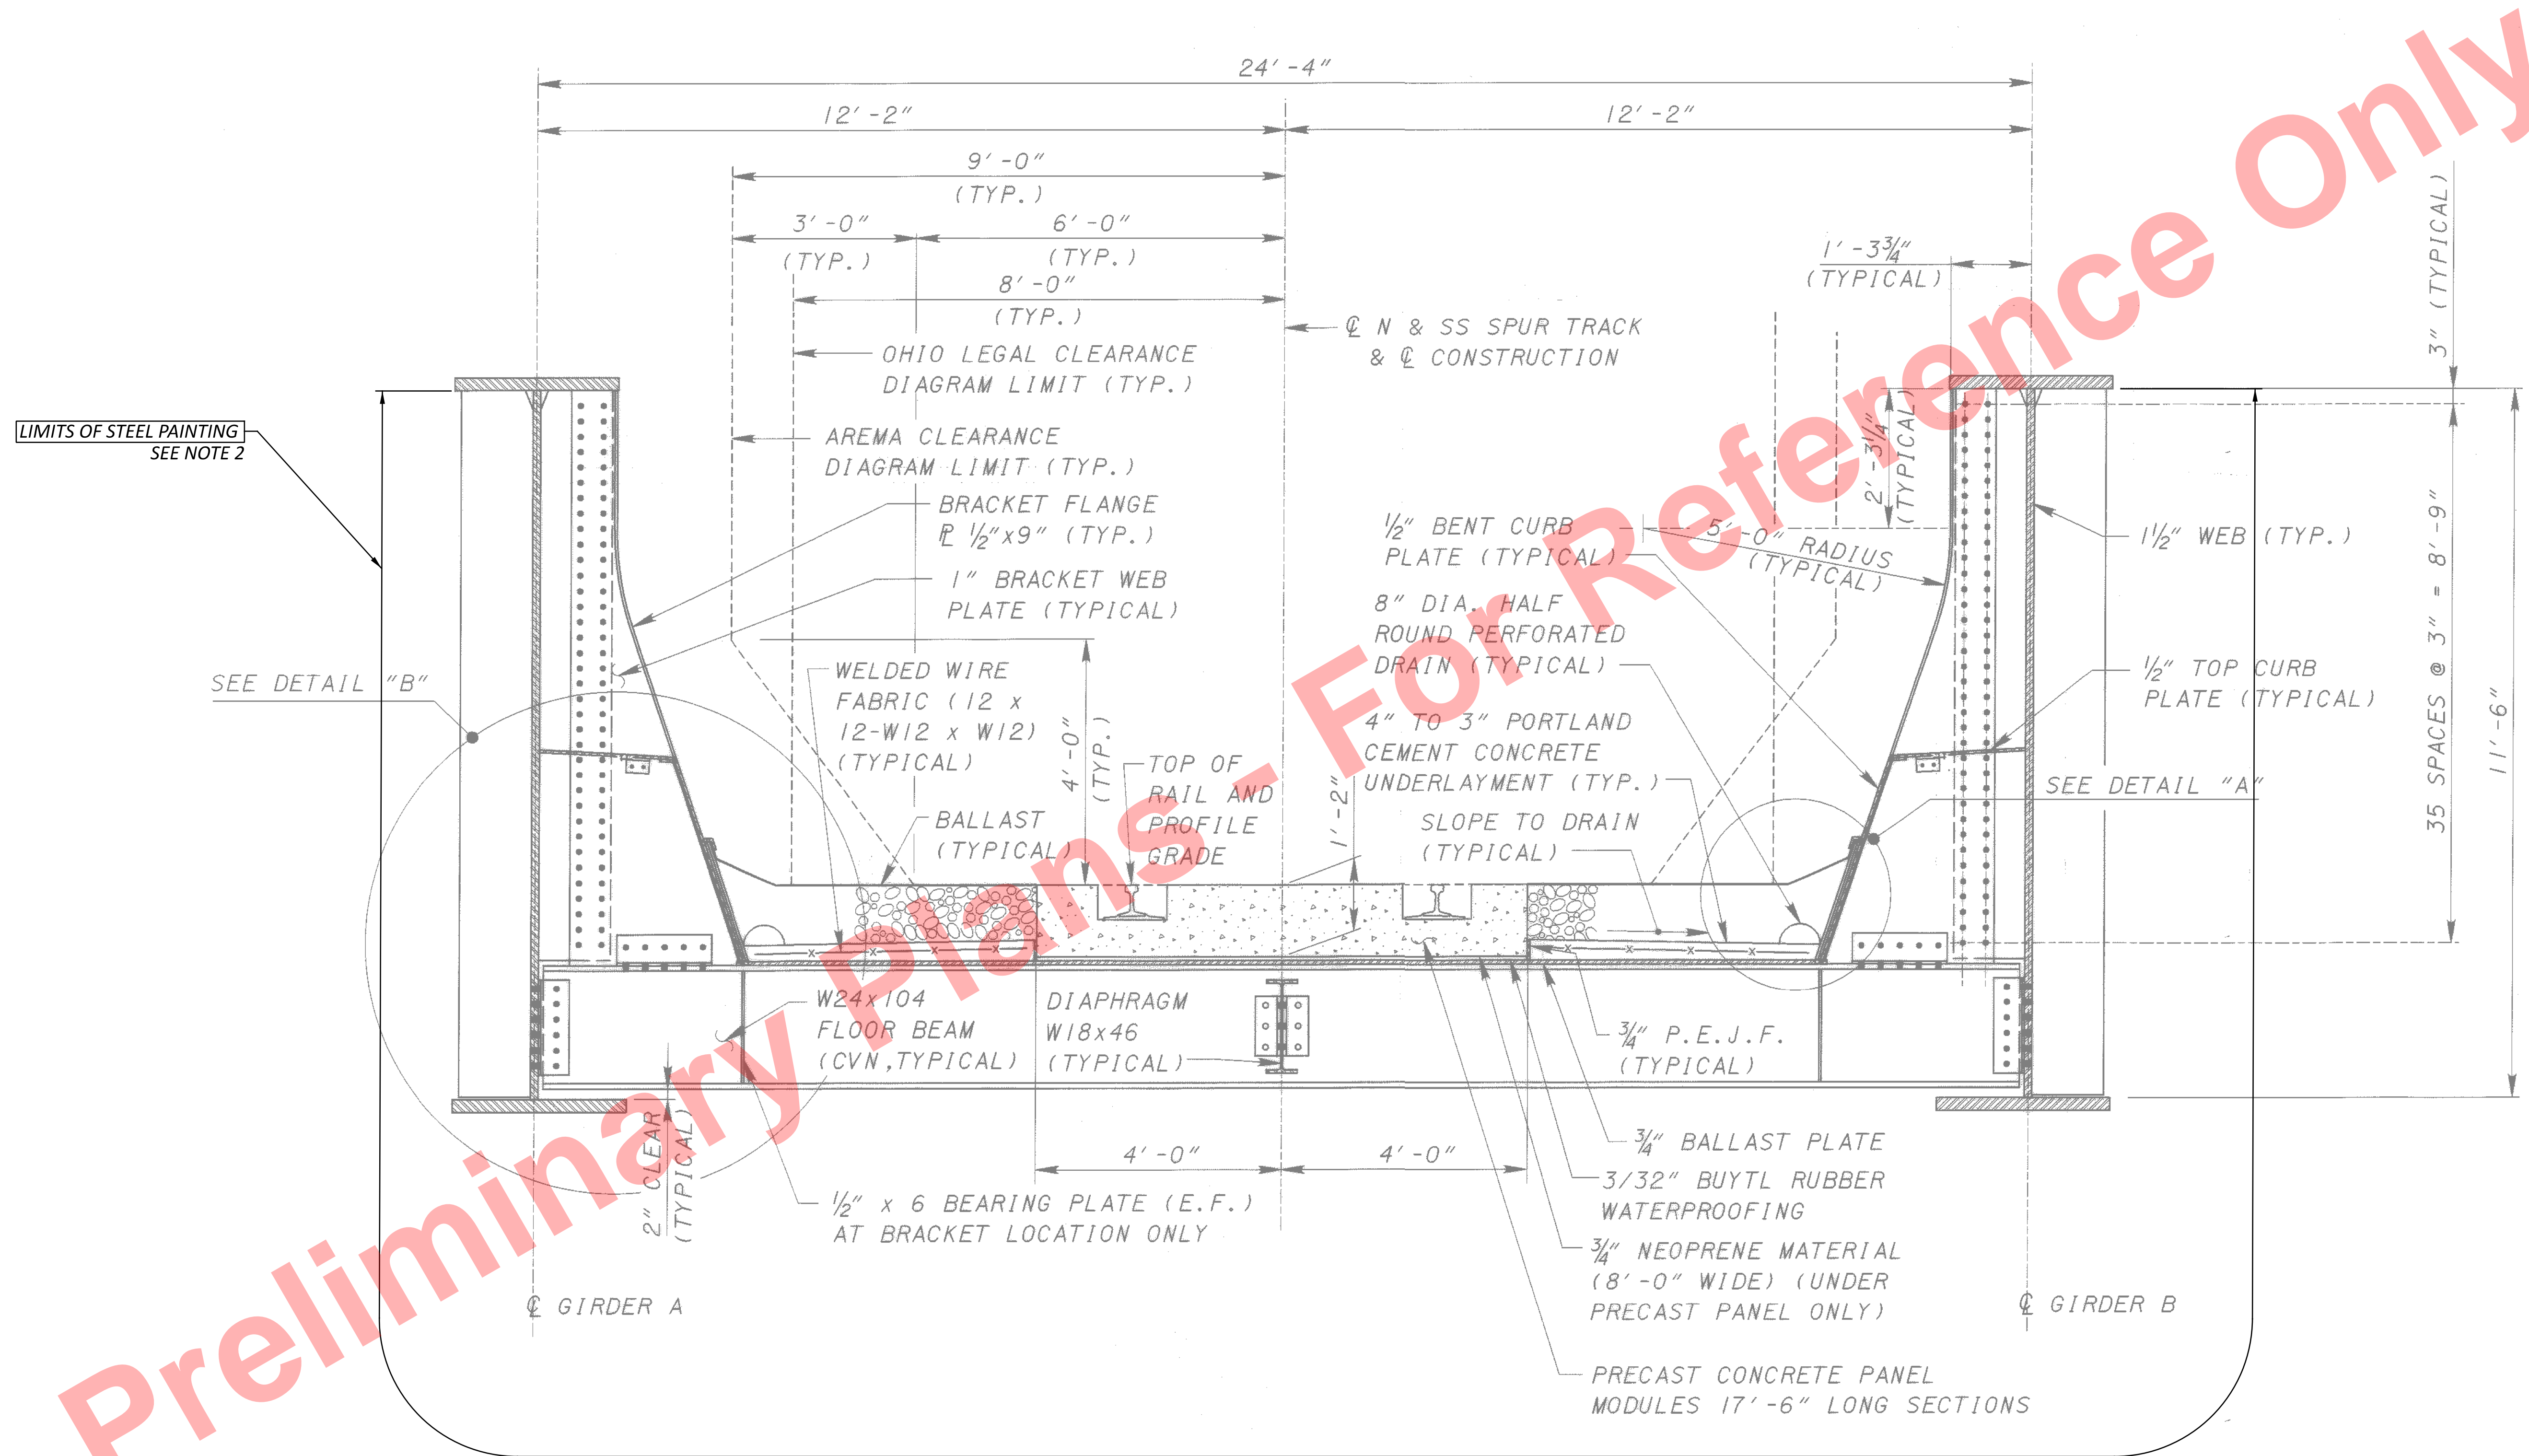 24'-4"
12'-2"
12'-2"
9'-0"
(TYP.)
3'-0"
(TYP.)
6'-0"
(TYP.)
8'-0"
(TYP.)
1'-3¾"
(TYPICAL)
3" (TYPICAL)
℄ N & SS SPUR TRACK
& ℄ CONSTRUCTION
OHIO LEGAL CLEARANCE
DIAGRAM LIMIT (TYP.)
LIMITS OF STEEL PAINTING
SEE NOTE 2
AREMA CLEARANCE
DIAGRAM LIMIT (TYP.)
2'-3¼"
(TYPICAL)
BRACKET FLANGE
⅊ ½"x9" (TYP.)
½" BENT CURB
PLATE (TYPICAL)
5'-0" RADIUS
(TYPICAL)
1½" WEB (TYP.)
1" BRACKET WEB
PLATE (TYPICAL)
8" DIA. HALF
ROUND PERFORATED
DRAIN (TYPICAL)
35 SPACES @ 3" = 8'-9"
11'-6"
SEE DETAIL "B"
WELDED WIRE
FABRIC (12 x
12-W12 x W12)
(TYPICAL)
4'-0"
(TYP.)
½" TOP CURB
PLATE (TYPICAL)
4" TO 3" PORTLAND
CEMENT CONCRETE
UNDERLAYMENT (TYP.)
TOP OF
RAIL AND
PROFILE
GRADE
1'-2"
SEE DETAIL "A"
BALLAST
(TYPICAL)
SLOPE TO DRAIN
(TYPICAL)
W24x104
FLOOR BEAM
(CVN,TYPICAL)
DIAPHRAGM
W18x46
(TYPICAL)
¾" P.E.J.F.
(TYPICAL)
2" CLEAR
(TYPICAL)
4'-0"
4'-0"
¾" BALLAST PLATE
3/32" BUYTL RUBBER
WATERPROOFING
½" x 6 BEARING PLATE (E.F.)
AT BRACKET LOCATION ONLY
¾" NEOPRENE MATERIAL
(8'-0" WIDE) (UNDER
PRECAST PANEL ONLY)
℄ GIRDER A
℄ GIRDER B
PRECAST CONCRETE PANEL
MODULES 17'-6" LONG SECTIONS
Preliminary Plans - For Reference Only